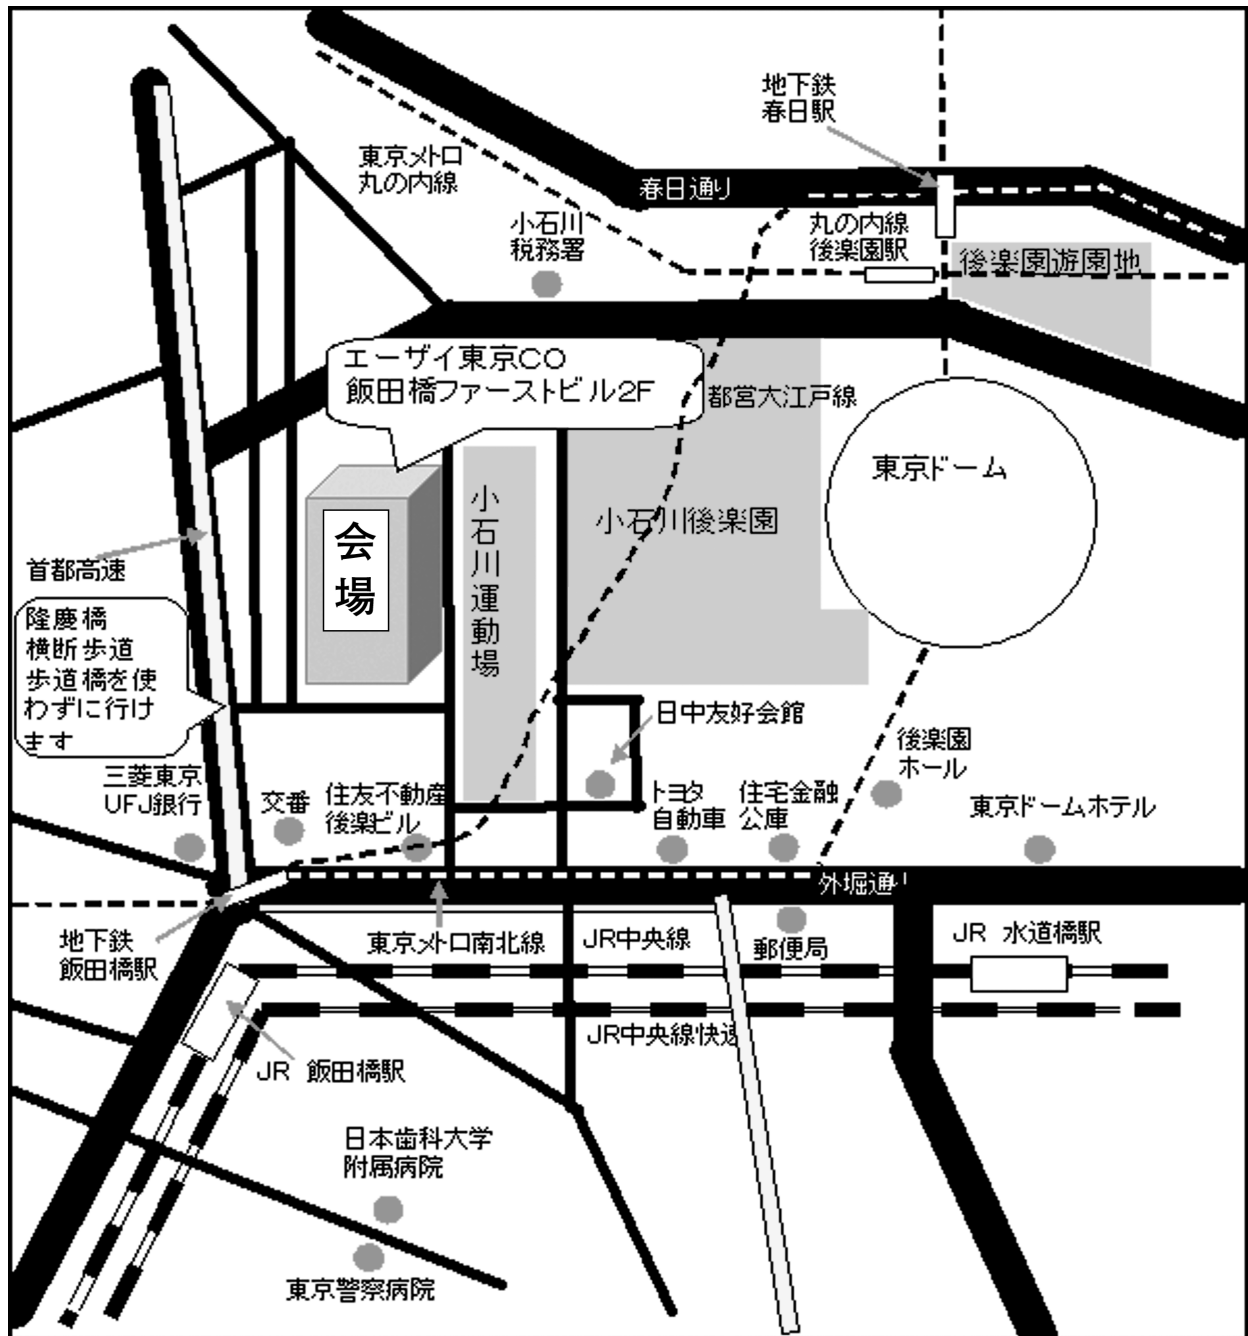 地下鉄
春日駅
東京メトロ
丸の内線
春日通り
小石川
税務署
丸の内線
後楽園駅
後楽園遊園地
エーザイ東京CO
飯田橋ファーストビル2F
都営大江戸線
東京ドーム
会
場
小石川運動場
小石川後楽園
首都高速
隆慶橋
横断歩道
歩道橋を使
わずに行け
ます
日中友好会館
後楽園
ホール
三菱東京
UFJ銀行
交番
住友不動産
後楽ビル
トヨタ
自動車
住宅金融
公庫
東京ドームホテル
外堀通り
地下鉄
飯田橋駅
東京メトロ南北線
JR中央線
郵便局
JR 水道橋駅
JR中央線快速
JR 飯田橋駅
日本歯科大学
附属病院
東京警察病院